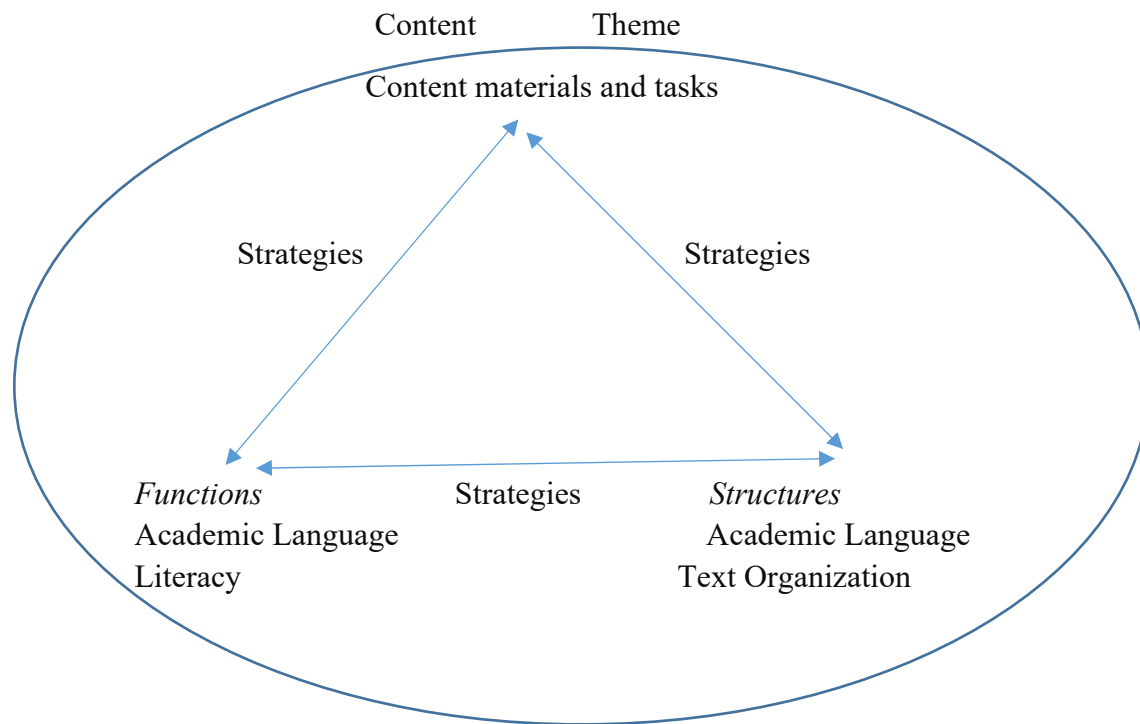 Content Theme
Content materials and tasks
Strategies Strategies
Functions Strategies Structures
Academic Language Academic Language
Literacy Text Organization